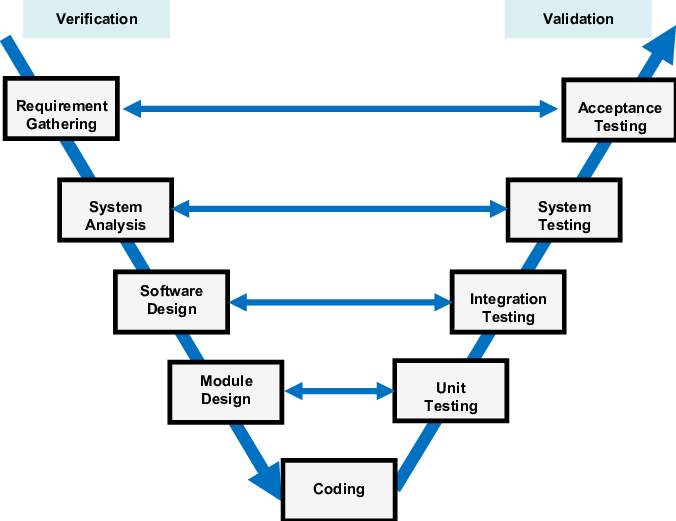 Verification
Validation
Requirement
Gathering
Acceptance
Testing
System
Analysis
System
Testing
Software
Design
Integration
Testing
Module
Design
Unit
Testing
Coding